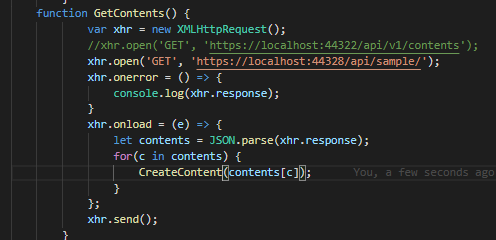 function GetContents() {
var xhr = new XMLHttpRequest();
//xhr.open('GET', 'https://localhost:44322/api/v1/contents');
xhr.open('GET', 'https://localhost:44328/api/sample/');
xhr.onerror = () => {
console.log(xhr.response);
}
xhr.onload = (e) => {
let contents = JSON.parse(xhr.response);
for(c in contents) {
CreateContent(contents[c]); You, a few seconds ago
}
};
xhr.send();
}